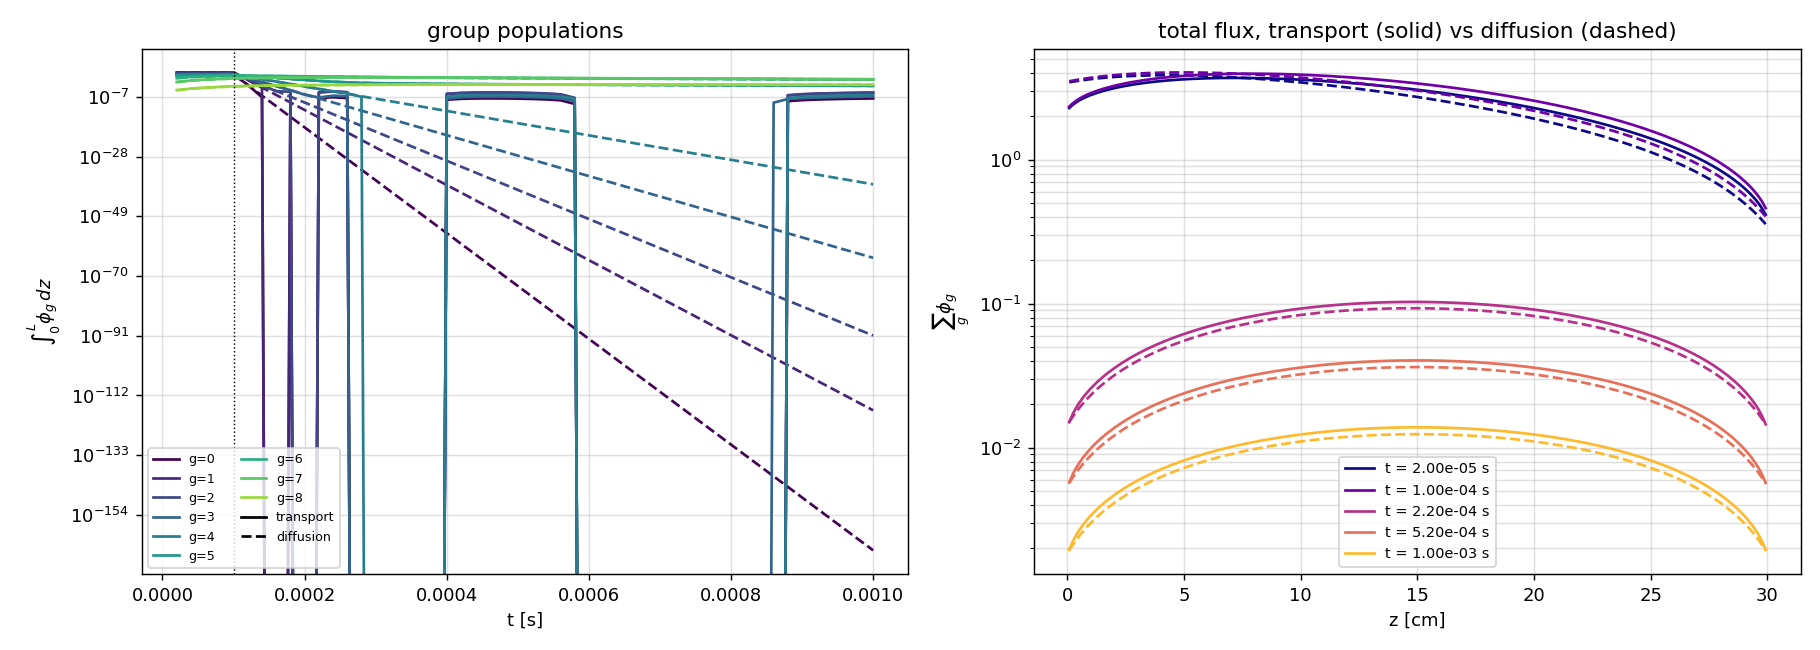 group populations
10^{-7}
10^{-28}
10^{-49}
10^{-70}
10^{-91}
10^{-112}
10^{-133}
10^{-154}
∫_0^L ϕ_g dz
g=0
g=1
g=2
g=3
g=4
g=5
g=6
g=7
g=8
transport
diffusion
0.0000
0.0002
0.0004
0.0006
0.0008
0.0010
t [s]
total flux, transport (solid) vs diffusion (dashed)
10^0
10^{-1}
10^{-2}
∑_g ϕ_g
t = 2.00e-05 s
t = 1.00e-04 s
t = 2.20e-04 s
t = 5.20e-04 s
t = 1.00e-03 s
0
5
10
15
20
25
30
z [cm]